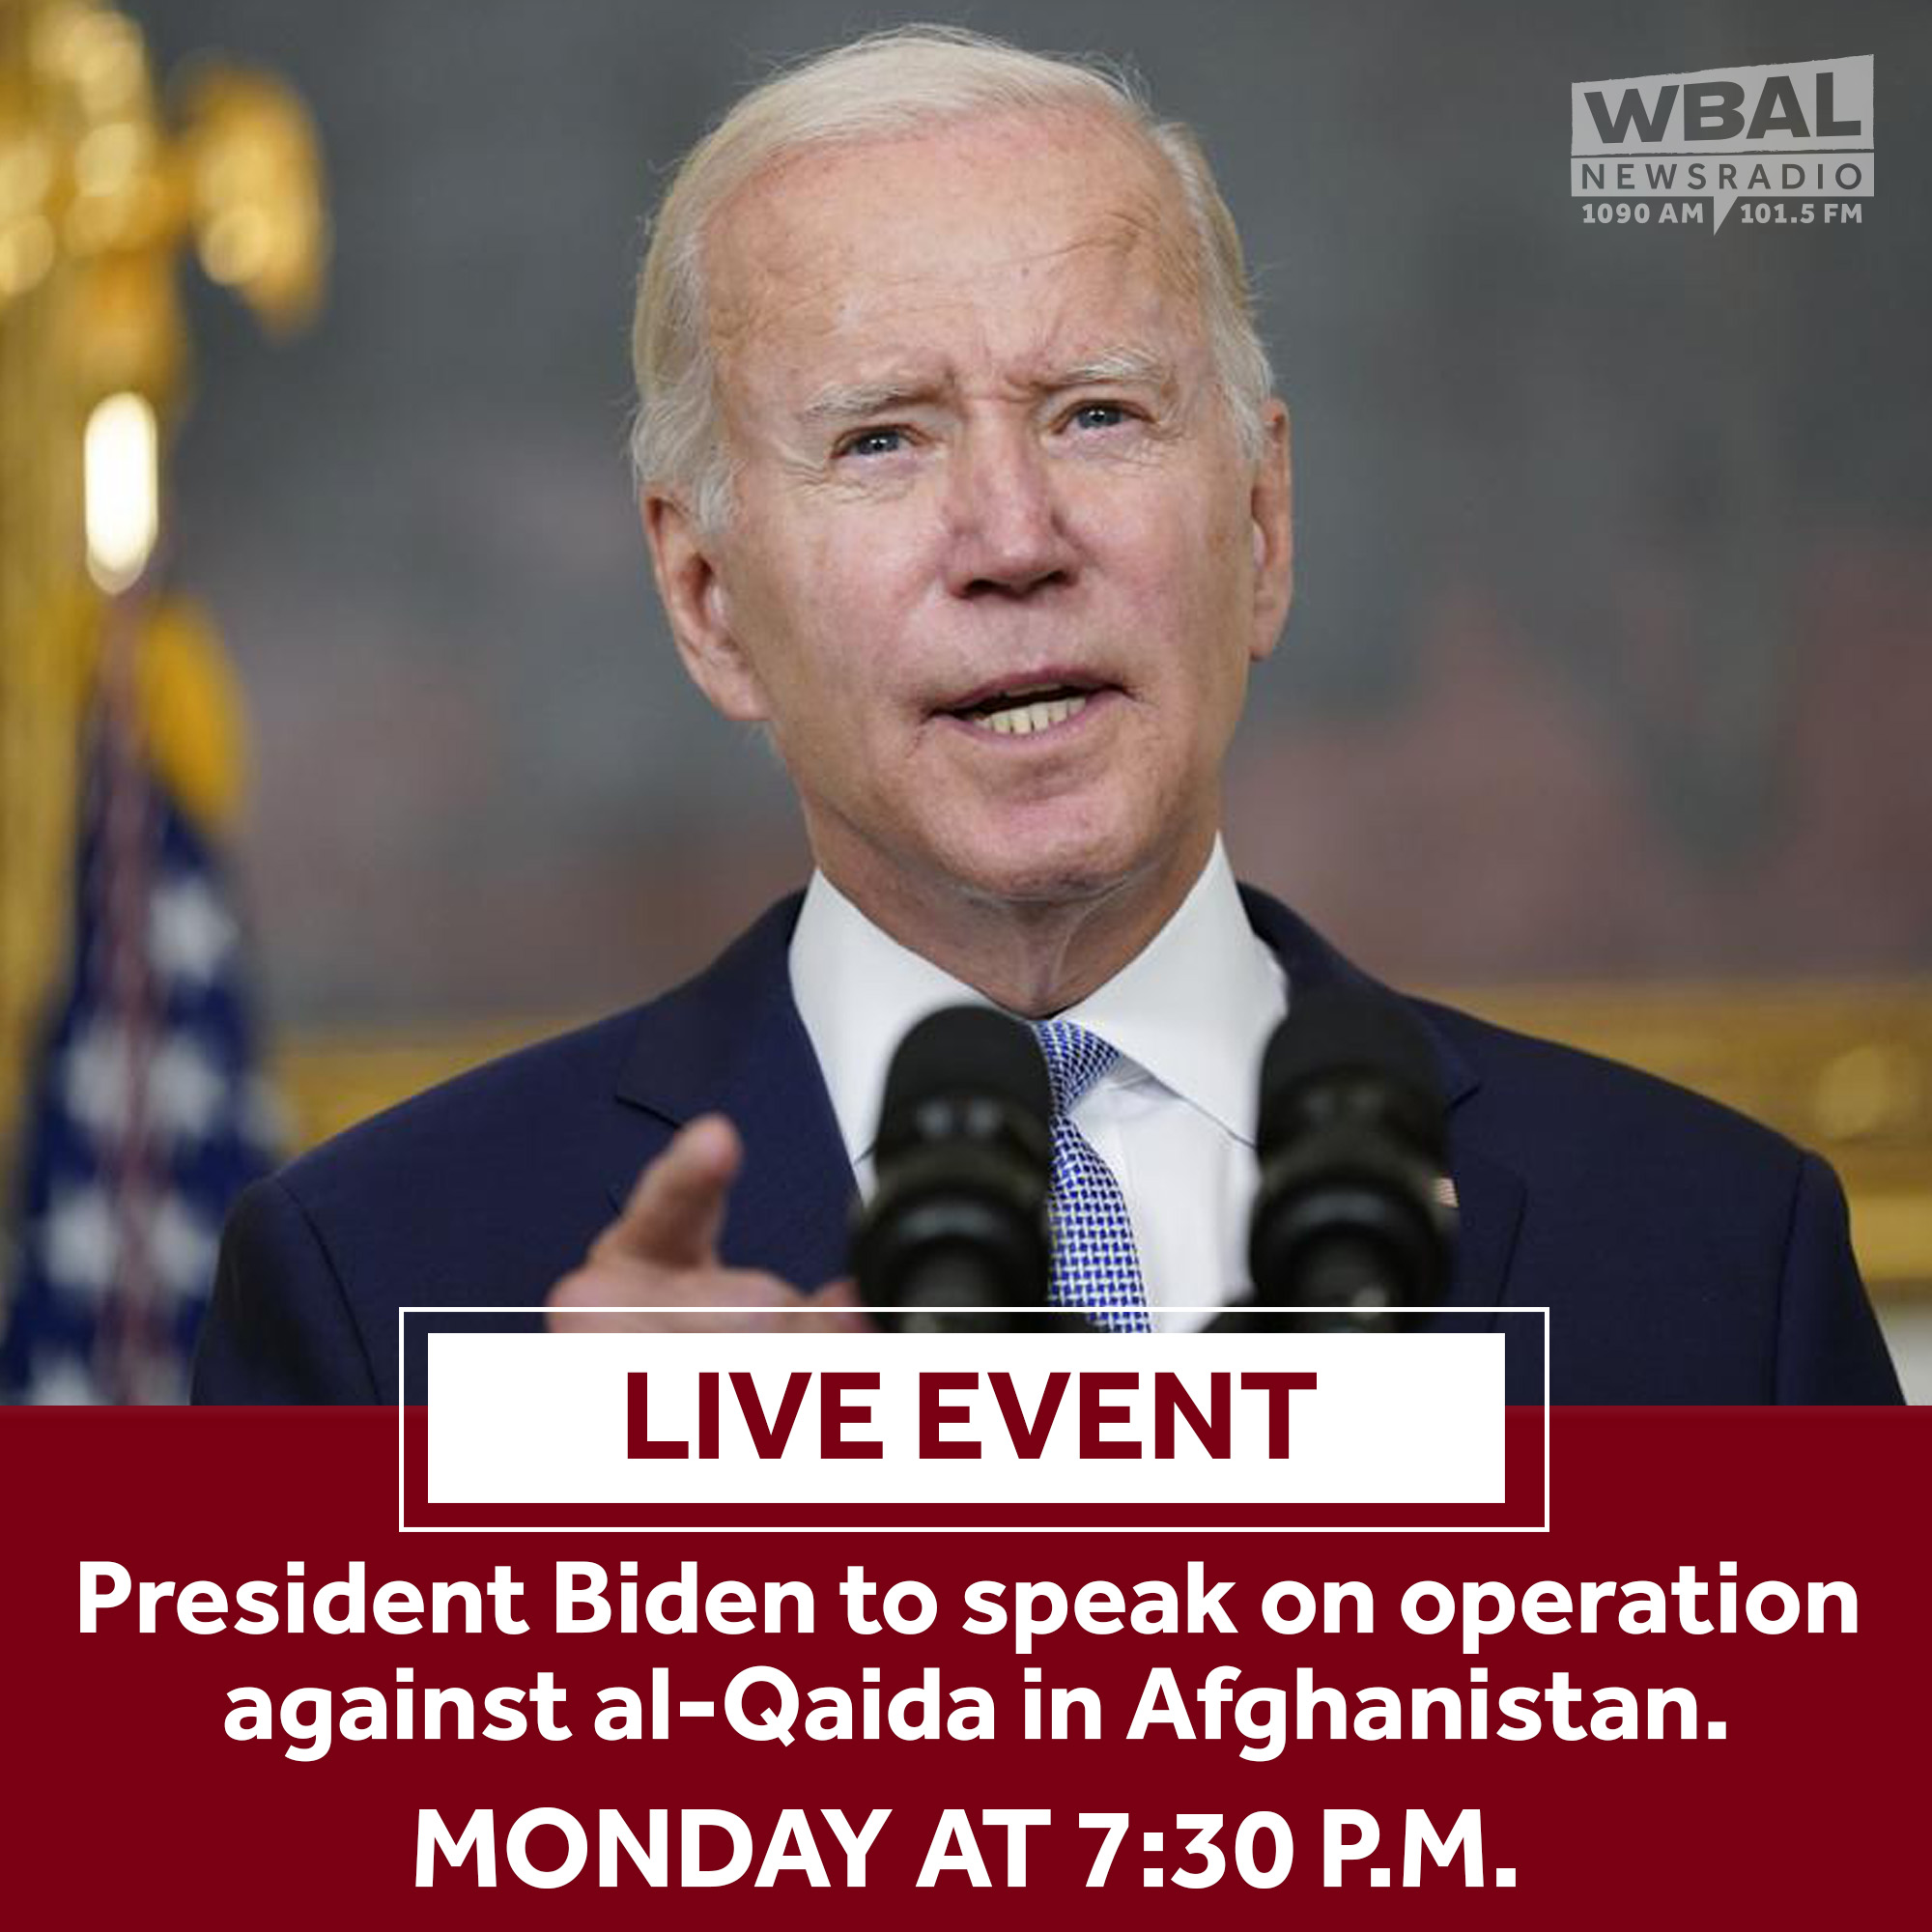 WBAL
NEWSRADIO
1090 AM 101.5 FM
LIVE EVENT
President Biden to speak on operation
against al-Qaida in Afghanistan.
MONDAY AT 7:30 P.M.